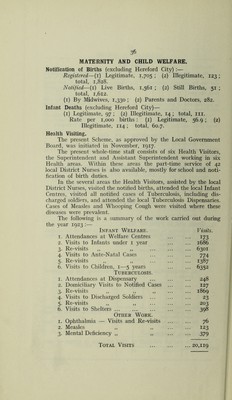 36
MATERNITY AND CHILD WELFARE.
Notification of Births (excluding Hereford City) :—
Registered—(1) Legitimate, 1,705 ; (2) Illegitimate, 123 ;
total, 1,828.
Notified—(1) Live Births, 1,561 ; (2) Still Births, 51 ;
total, 1,612.
(1) By Midwives, 1,330 ; (2) Parents and Doctors, 282.
Infant Deaths (excluding Hereford City)—
(1) Legitimate, 97 ; (2) Illegitimate, 14 ; total, 111.
Rate per 1,000 births : (1) Legitimate, 56.9 ; (2)
Illegitimate, 114 ; total, 60.7.
Health Visiting.
The present Scheme, as approved by the Local Government
Board, was initiated in November, 1917.
The present whole-time staff consists of six Health Visitors,
the Superintendent and Assistant Superintendent working in six
Health areas. Within these areas the part-time service of 42
local District Nurses is also available, mostly for school and noti-
fication of birth duties.
In the several areas the Health Visitors, assisted by the local
District Nurses, visited the notified births, attended the local Infant
Centres, visited all notified cases of Tuberculosis, including dis-
charged soldiers, and attended the local Tuberculosis Dispensaries.
Cases of Measles and Whooping Cough were visited where these
diseases were prevalent.
The following is a summary of the work carried out during
the year 1923 :—
INFANT WELFARE. Visits.
1. Attendances at Welfare Centres ... ... 173
2. Visits to Infants under 1 year ... ... 1666
3. Re-visits ,, ,, ... ... 6301
4. Visits to Ante-Natal Cases ... ... 774
5. Re-visits ,, ,, ... ... 1387
6. Visits to Children, 1—5 years ... ... 6352
TUBERCULOSIS.
1. Attendances at Dispensary ... ... 248
2. Domiciliary Visits to Notified Cases ... 127
3. Re-visits ,, ,, ,, ... 1869
4. Visits to Discharged Soldiers ... ... 23
5. Re-visits ,, ,, ... ... 203
6. Visits to Shelters ... ... ... 398
OTHER WORK.
1. Ophthalmia — Visits and Re-visits ... 76
2. Measles ,, ,, ... 123
3. Mental Deficiency ,, ,, ... 379
TOTAL VISITS ... ... 20,119